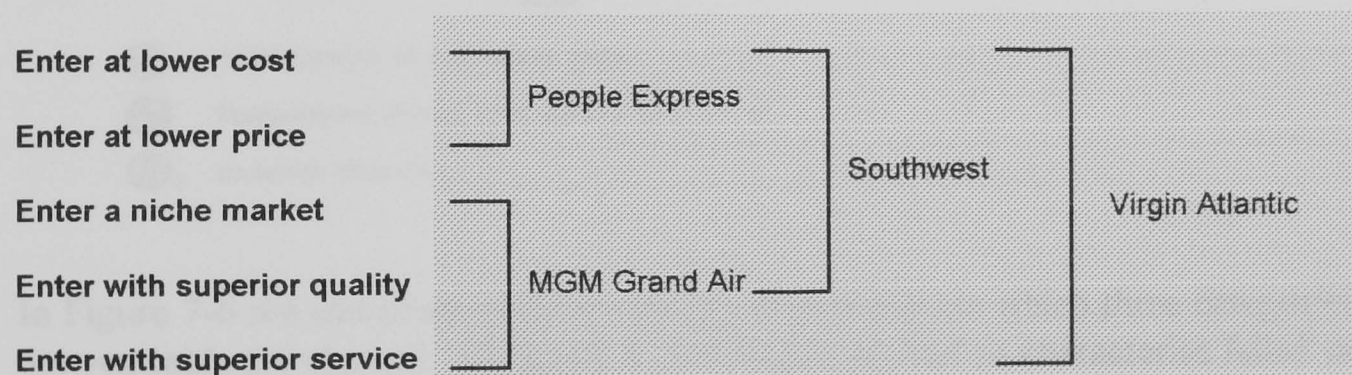 Enter at lower cost
People Express
Enter at lower price
Southwest
Enter a niche market
Virgin Atlantic
Enter with superior quality
MGM Grand Air
Enter with superior service